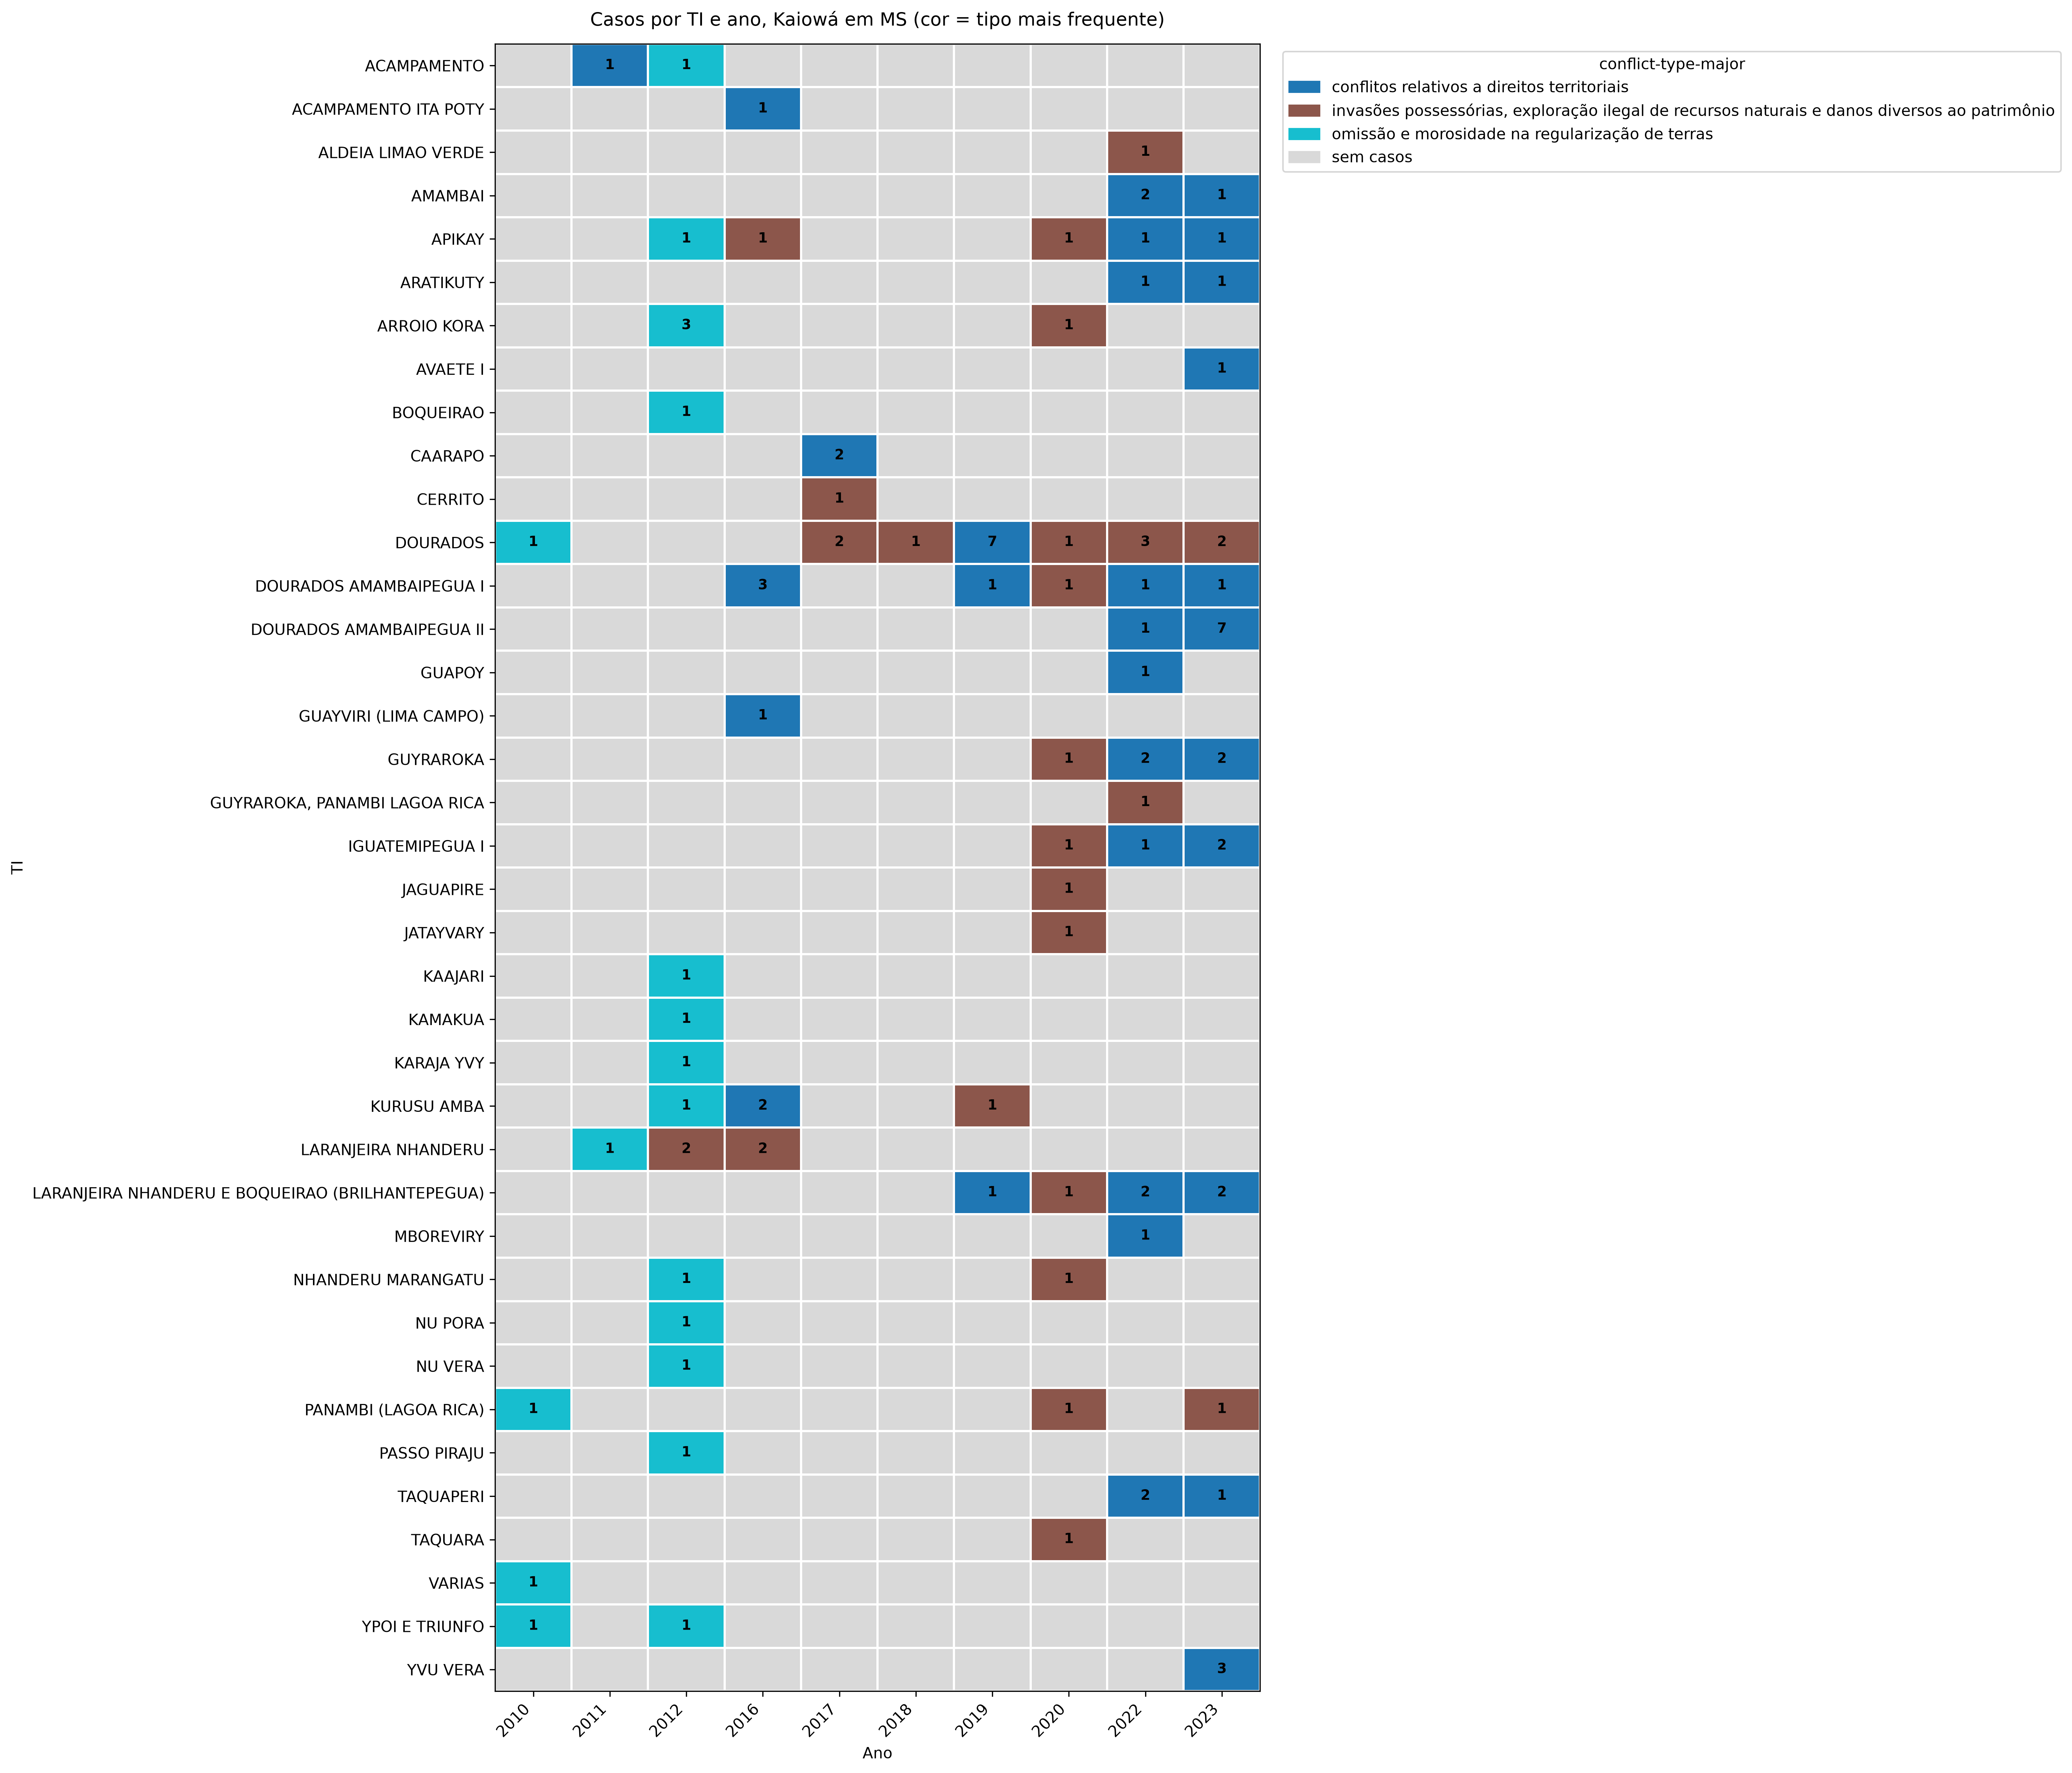 Casos por TI e ano, Kaiowá em MS (cor = tipo mais frequente)
conflict-type-major
conflitos relativos a direitos territoriais
invasões possessórias, exploração ilegal de recursos naturais e danos diversos ao patrimônio
omissão e morosidade na regularização de terras
sem casos
TI
ACAMPAMENTO 1 1
ACAMPAMENTO ITA POTY 1
ALDEIA LIMAO VERDE 1
AMAMBAI 2 1
APIKAY 1 1 1 1 1
ARATIKUTY 1 1
ARROIO KORA 3 1
AVAETE I 1
BOQUEIRAO 1
CAARAPO 2
CERRITO 1
DOURADOS 1 2 1 7 1 3 2
DOURADOS AMAMBAIPEGUA I 3 1 1 1 1
DOURADOS AMAMBAIPEGUA II 1 7
GUAPOY 1
GUAYVIRI (LIMA CAMPO) 1
GUYRAROKA 1 2 2
GUYRAROKA, PANAMBI LAGOA RICA 1
IGUATEMIPEGUA I 1 1 2
JAGUAPIRE 1
JATAYVARY 1
KAAJARI 1
KAMAKUA 1
KARAJA YVY 1
KURUSU AMBA 1 2 1
LARANJEIRA NHANDERU 1 2 2
LARANJEIRA NHANDERU E BOQUEIRAO (BRILHANTEPEGUA) 1 1 2 2
MBOREVIRY 1
NHANDERU MARANGATU 1 1
NU PORA 1
NU VERA 1
PANAMBI (LAGOA RICA) 1 1 1
PASSO PIRAJU 1
TAQUAPERI 2 1
TAQUARA 1
VARIAS 1
YPOI E TRIUNFO 1 1
YVU VERA 3
2010 2011 2012 2016 2017 2018 2019 2020 2022 2023
Ano